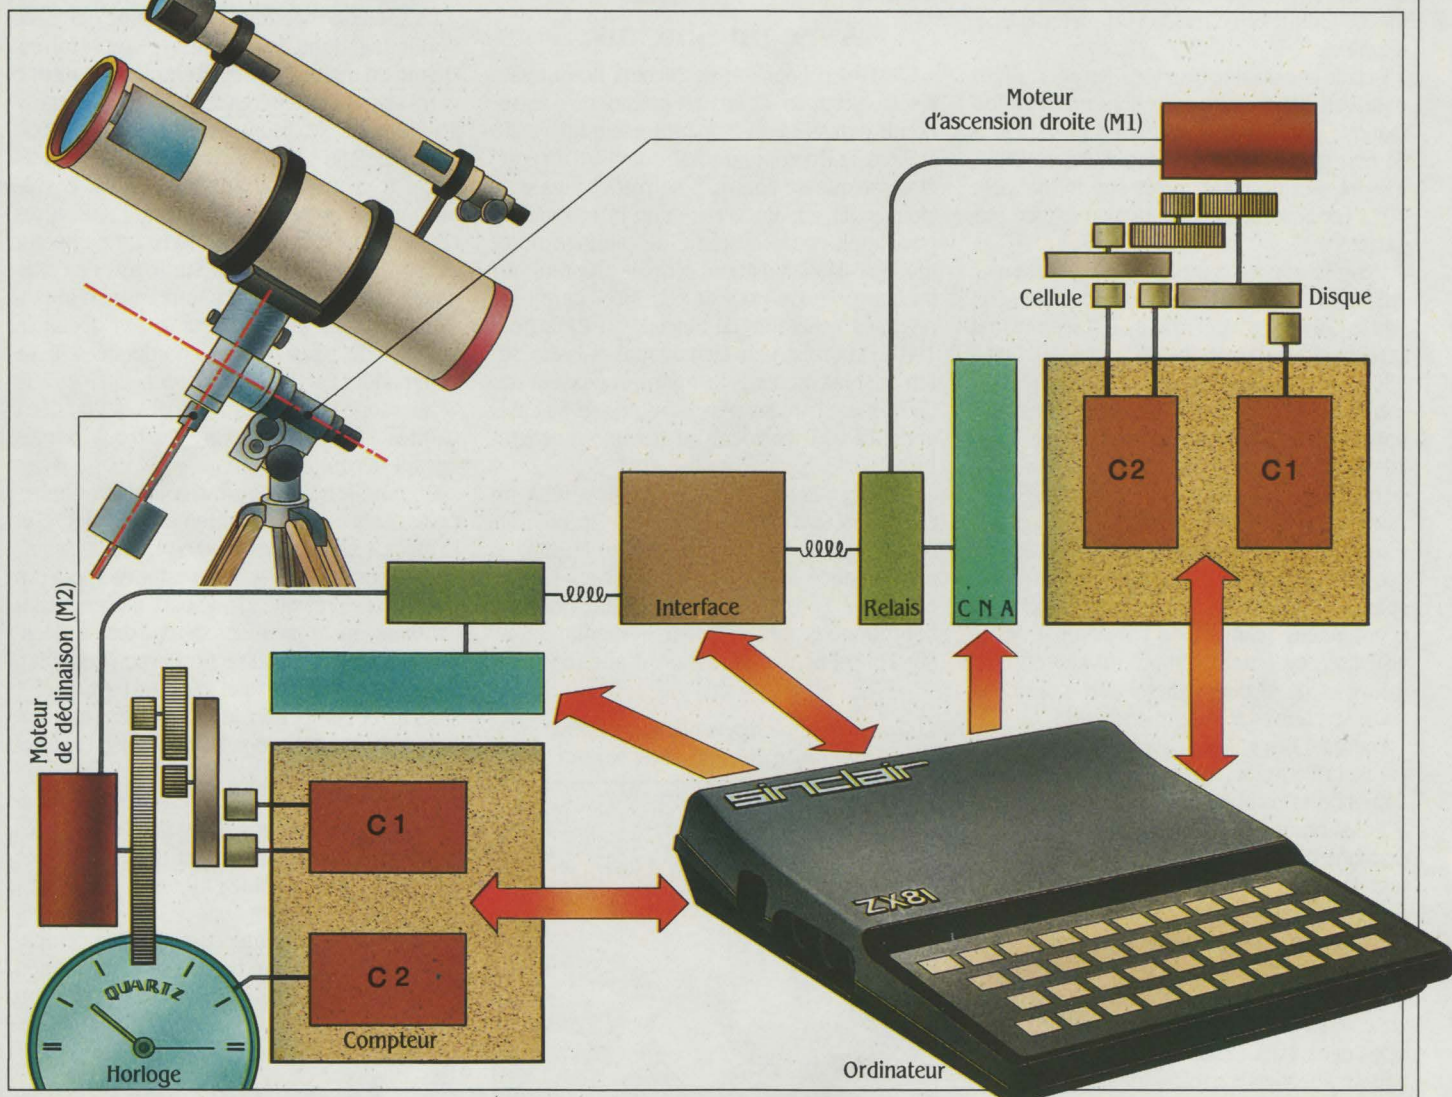 Moteur
d'ascension droite (M1)
Cellule
Disque
C2
C1
Interface
Relais
C N A
Moteur
de déclinaison (M2)
sinclair
ZX81
C 1
C 2
Compteur
QUARTZ
Horloge
Ordinateur